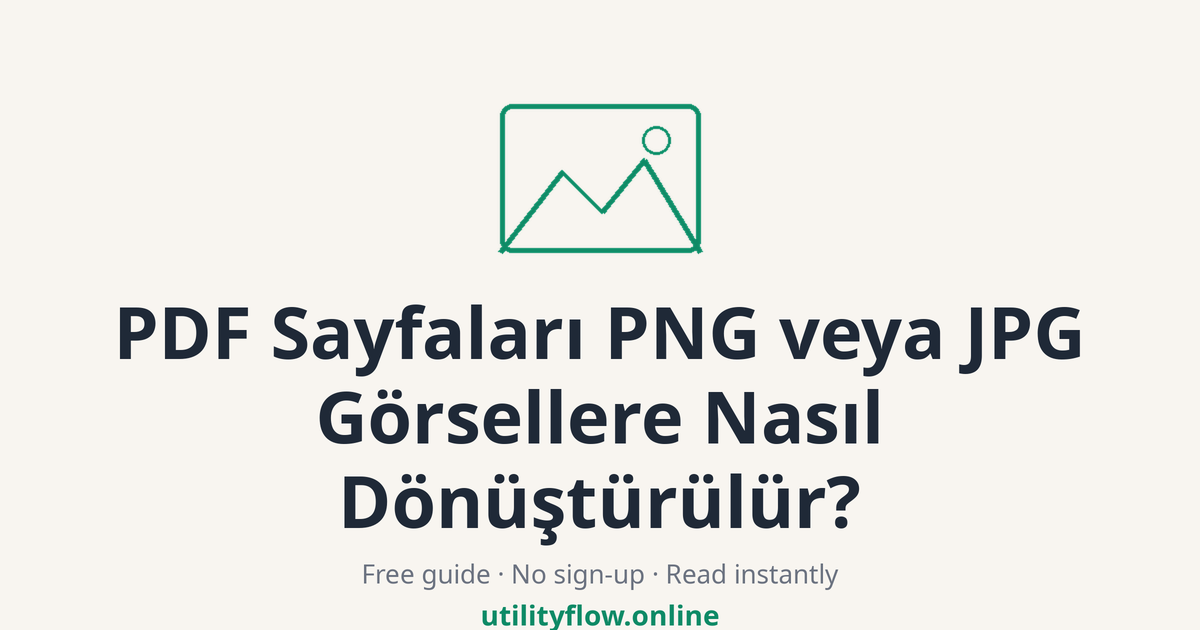 PDF Sayfaları PNG veya JPG
Görsellere Nasıl
Dönüştürülür?
Free guide · No sign-up · Read instantly
utilityflow.online